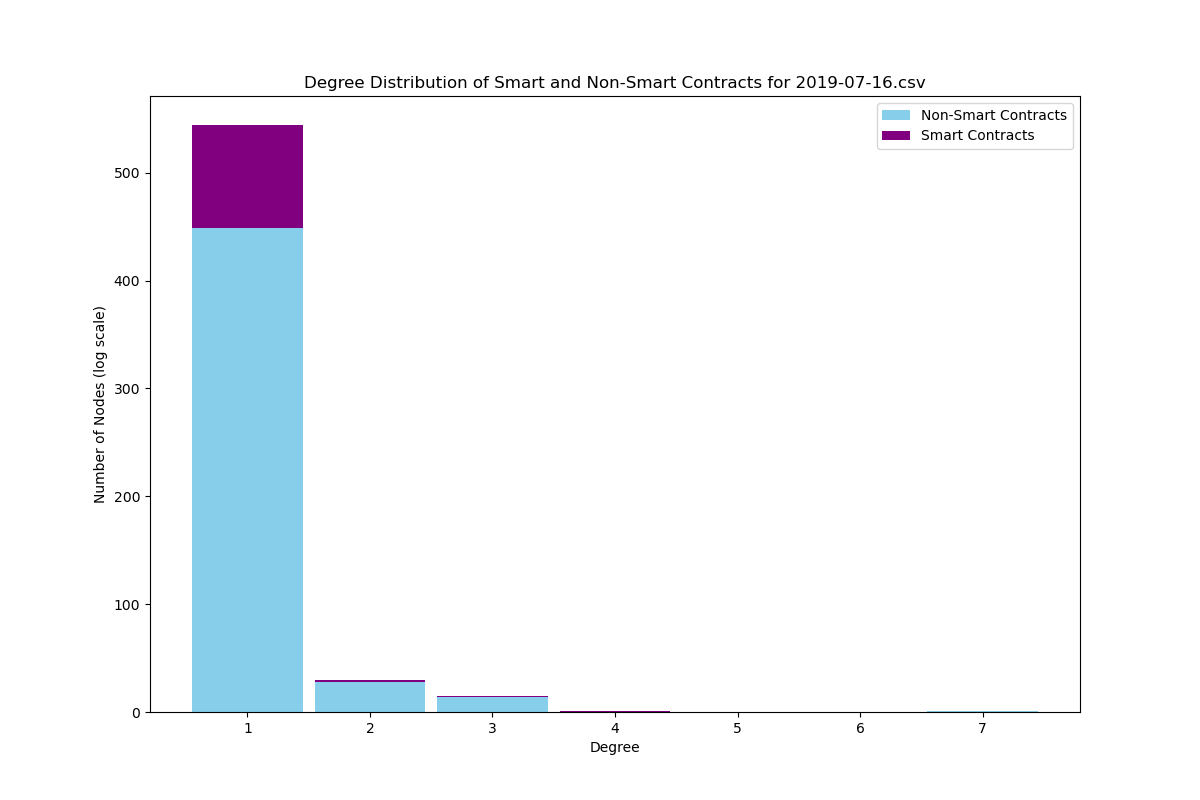 Degree Distribution of Smart and Non-Smart Contracts for 2019-07-16.csv
Non-Smart Contracts
Smart Contracts
Number of Nodes (log scale)
500
400
300
200
100
0
1 2 3 4 5 6 7
Degree